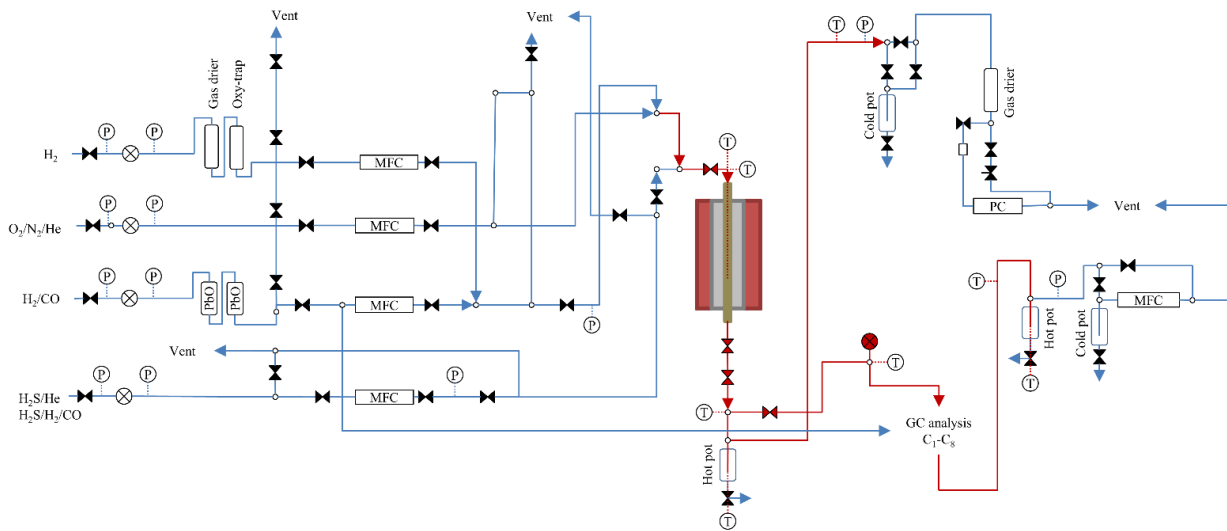 Vent
Vent
T
P
Gas drier
Oxy-trap
Gas drier
Cold pot
P
P
H₂
MFC
T
T
P
P
O₂/N₂/He
MFC
PC
Vent
P
P
H₂/CO
PbO
PbO
MFC
P
T
P
MFC
Hot pot
Cold pot
Vent
T
P
P
P
H₂S/He
H₂S/H₂/CO
MFC
T
T
GC analysis
C₁-C₈
Hot pot
T